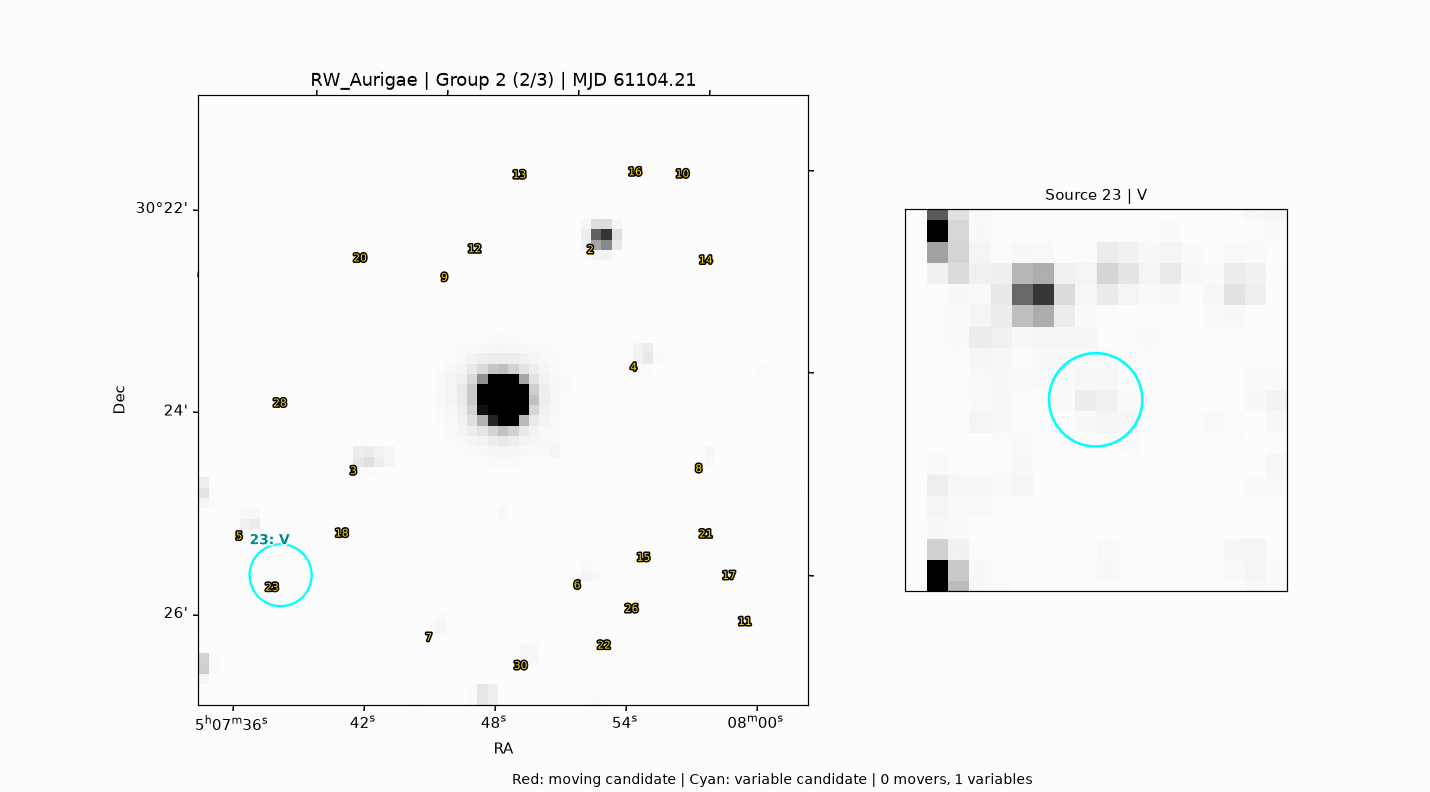 RW_Aurigae | Group 2 (2/3) | MJD 61104.21
Source 23 | V
13
16
10
30°22'
12
2
20
14
9
4
Dec
28
24'
3
8
5
23: V
18
21
15
17
23
6
26
26'
11
7
22
30
5h07m36s
42s
48s
54s
08m00s
RA
Red: moving candidate | Cyan: variable candidate | 0 movers, 1 variables